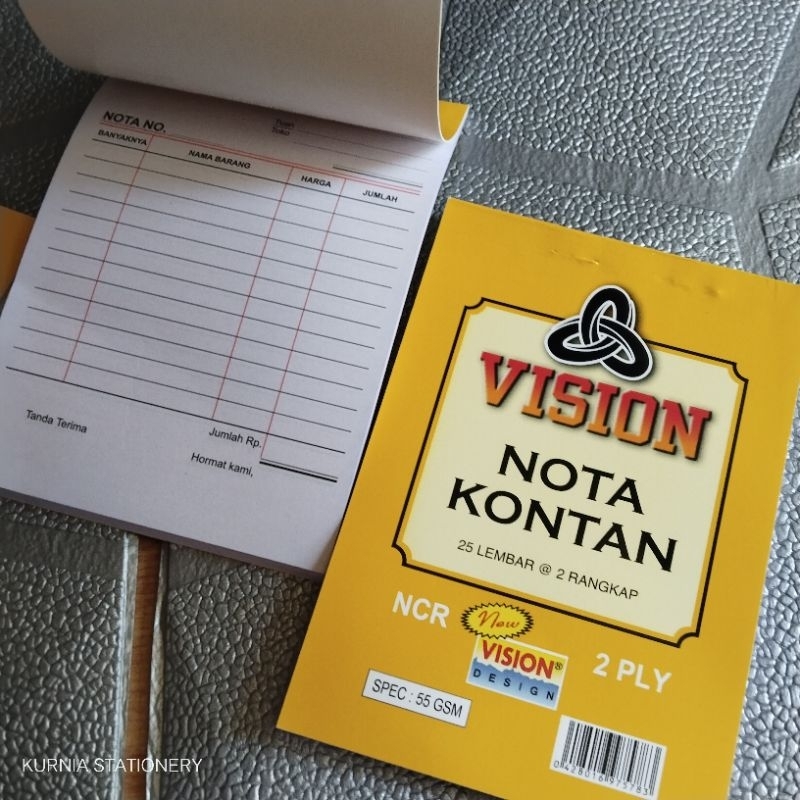 NOTA NO.
Tuan
Toko
BANYAKNYA NAMA BARANG HARGA JUMLAH
Tanda Terima
Jumlah Rp.
Hormat kami,
VISION
NOTA
KONTAN
25 LEMBAR @ 2 RANGKAP
NCR New 2 PLY
VISION®
DESIGN
SPEC : 55 GSM
0428016975783
KURNIA STATIONERY